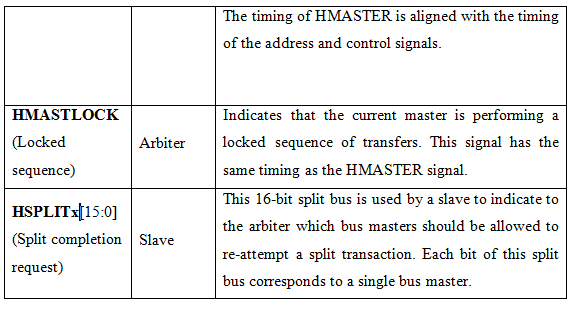 The timing of HMASTER is aligned with the timing
of the address and control signals.
HMASTLOCK
(Locked
sequence)
Arbiter
Indicates that the current master is performing a
locked sequence of transfers. This signal has the
same timing as the HMASTER signal.
HSPLITx[15:0]
(Split completion
request)
Slave
This 16-bit split bus is used by a slave to indicate to
the arbiter which bus masters should be allowed to
re-attempt a split transaction. Each bit of this split
bus corresponds to a single bus master.